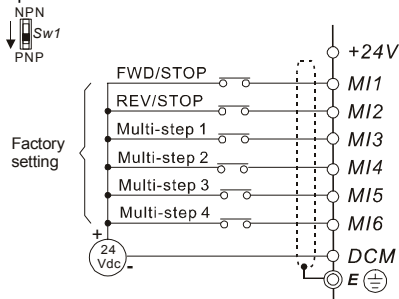 NPN
Sw1
PNP
+24V
FWD/STOP
MI1
REV/STOP
MI2
Multi-step 1
MI3
Factory
setting
Multi-step 2
MI4
Multi-step 3
MI5
Multi-step 4
MI6
+
24
Vdc
-
DCM
E